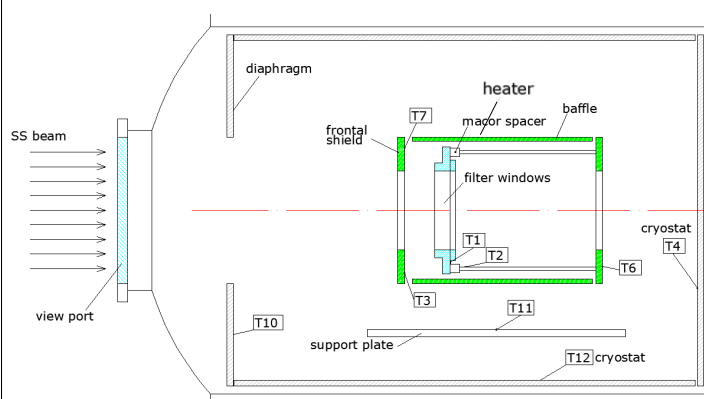 diaphragm
heater
baffle
T7
macor spacer
SS beam
frontal
shield
filter windows
T1
T2
cryostat
T4
T6
T3
view port
T10
T11
support plate
T12 cryostat